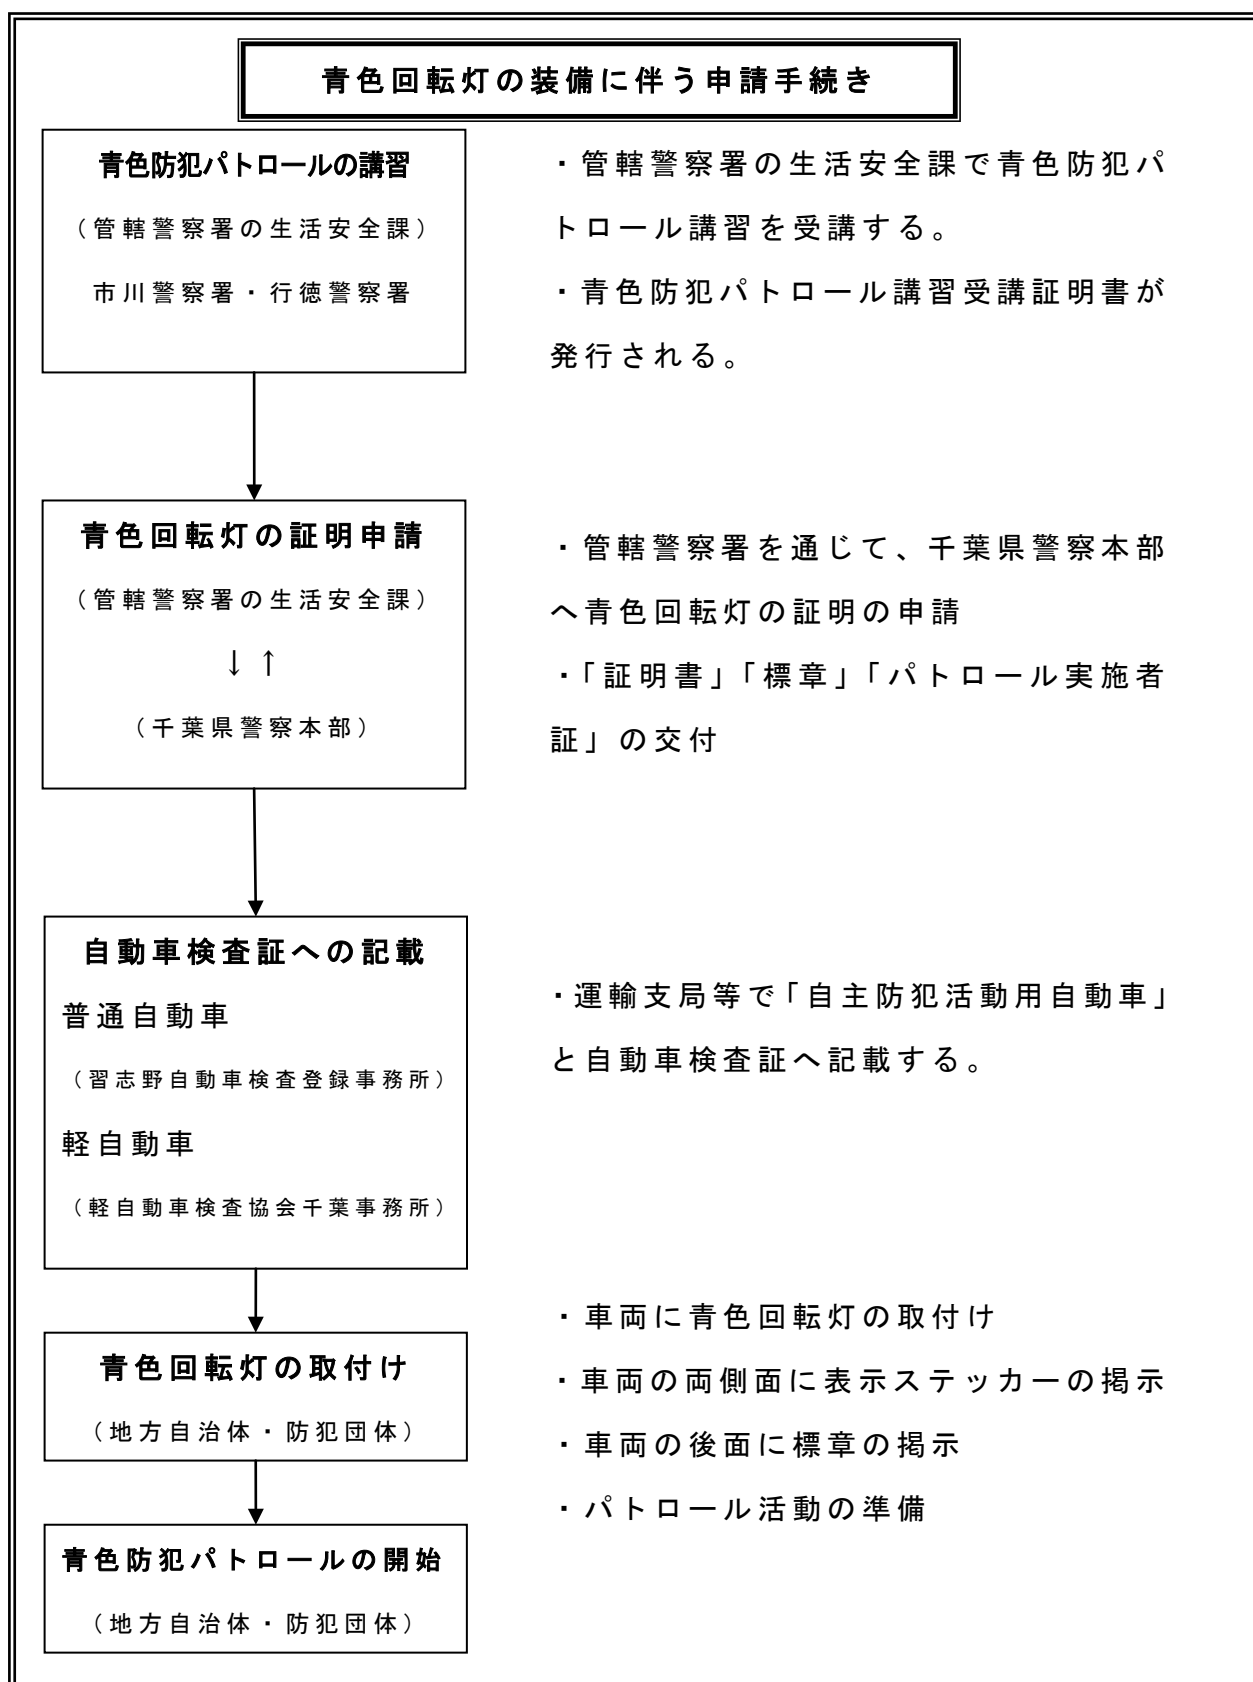 青色回転灯の装備に伴う申請手続き
青色防犯パトロールの講習
（管轄警察署の生活安全課）
市川警察署・行徳警察署
・管轄警察署の生活安全課で青色防犯パ
トロール講習を受講する。
・青色防犯パトロール講習受講証明書が
発行される。
青色回転灯の証明申請
（管轄警察署の生活安全課）
↓↑
（千葉県警察本部）
・管轄警察署を通じて、千葉県警察本部
へ青色回転灯の証明の申請
・「証明書」「標章」「パトロール実施者
証」の交付
自動車検査証への記載
普通自動車
（習志野自動車検査登録事務所）
軽自動車
（軽自動車検査協会千葉事務所）
・運輸支局等で「自主防犯活動用自動車」
と自動車検査証へ記載する。
青色回転灯の取付け
（地方自治体・防犯団体）
・車両に青色回転灯の取付け
・車両の両側面に表示ステッカーの掲示
・車両の後面に標章の掲示
・パトロール活動の準備
青色防犯パトロールの開始
（地方自治体・防犯団体）